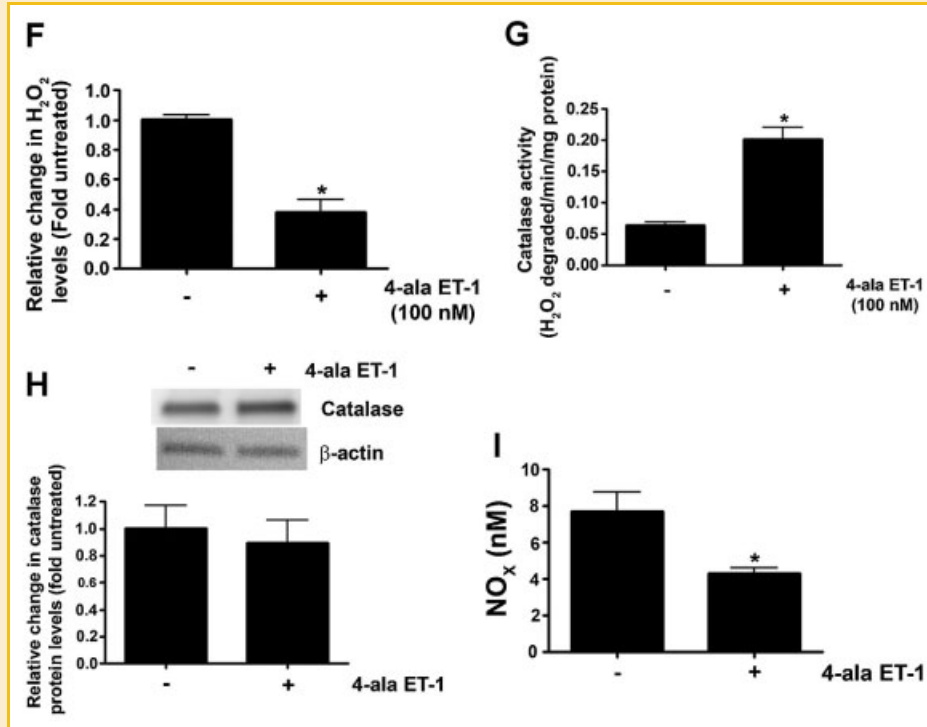 F
Relative change in H₂O₂
levels (Fold untreated)
1.0
1.0
1.0
0.6
0.4
0.2
0.0
*
- +
4-ala ET-1
(100 nM)
G
Catalase activity
(H₂O₂ degraded/min/mg protein)
0.25
0.20
0.15
0.10
0.05
0.00
*
- +
4-ala ET-1
(100 nM)
H
- + 4-ala ET-1
Catalase
β-actin
Relative change in catalase
protein levels (fold untreated)
1.2
1.0
0.8
0.6
0.4
0.2
0.0
- + 4-ala ET-1
I
NOₓ (nM)
10
8
6
4
2
0
*
- + 4-ala ET-1